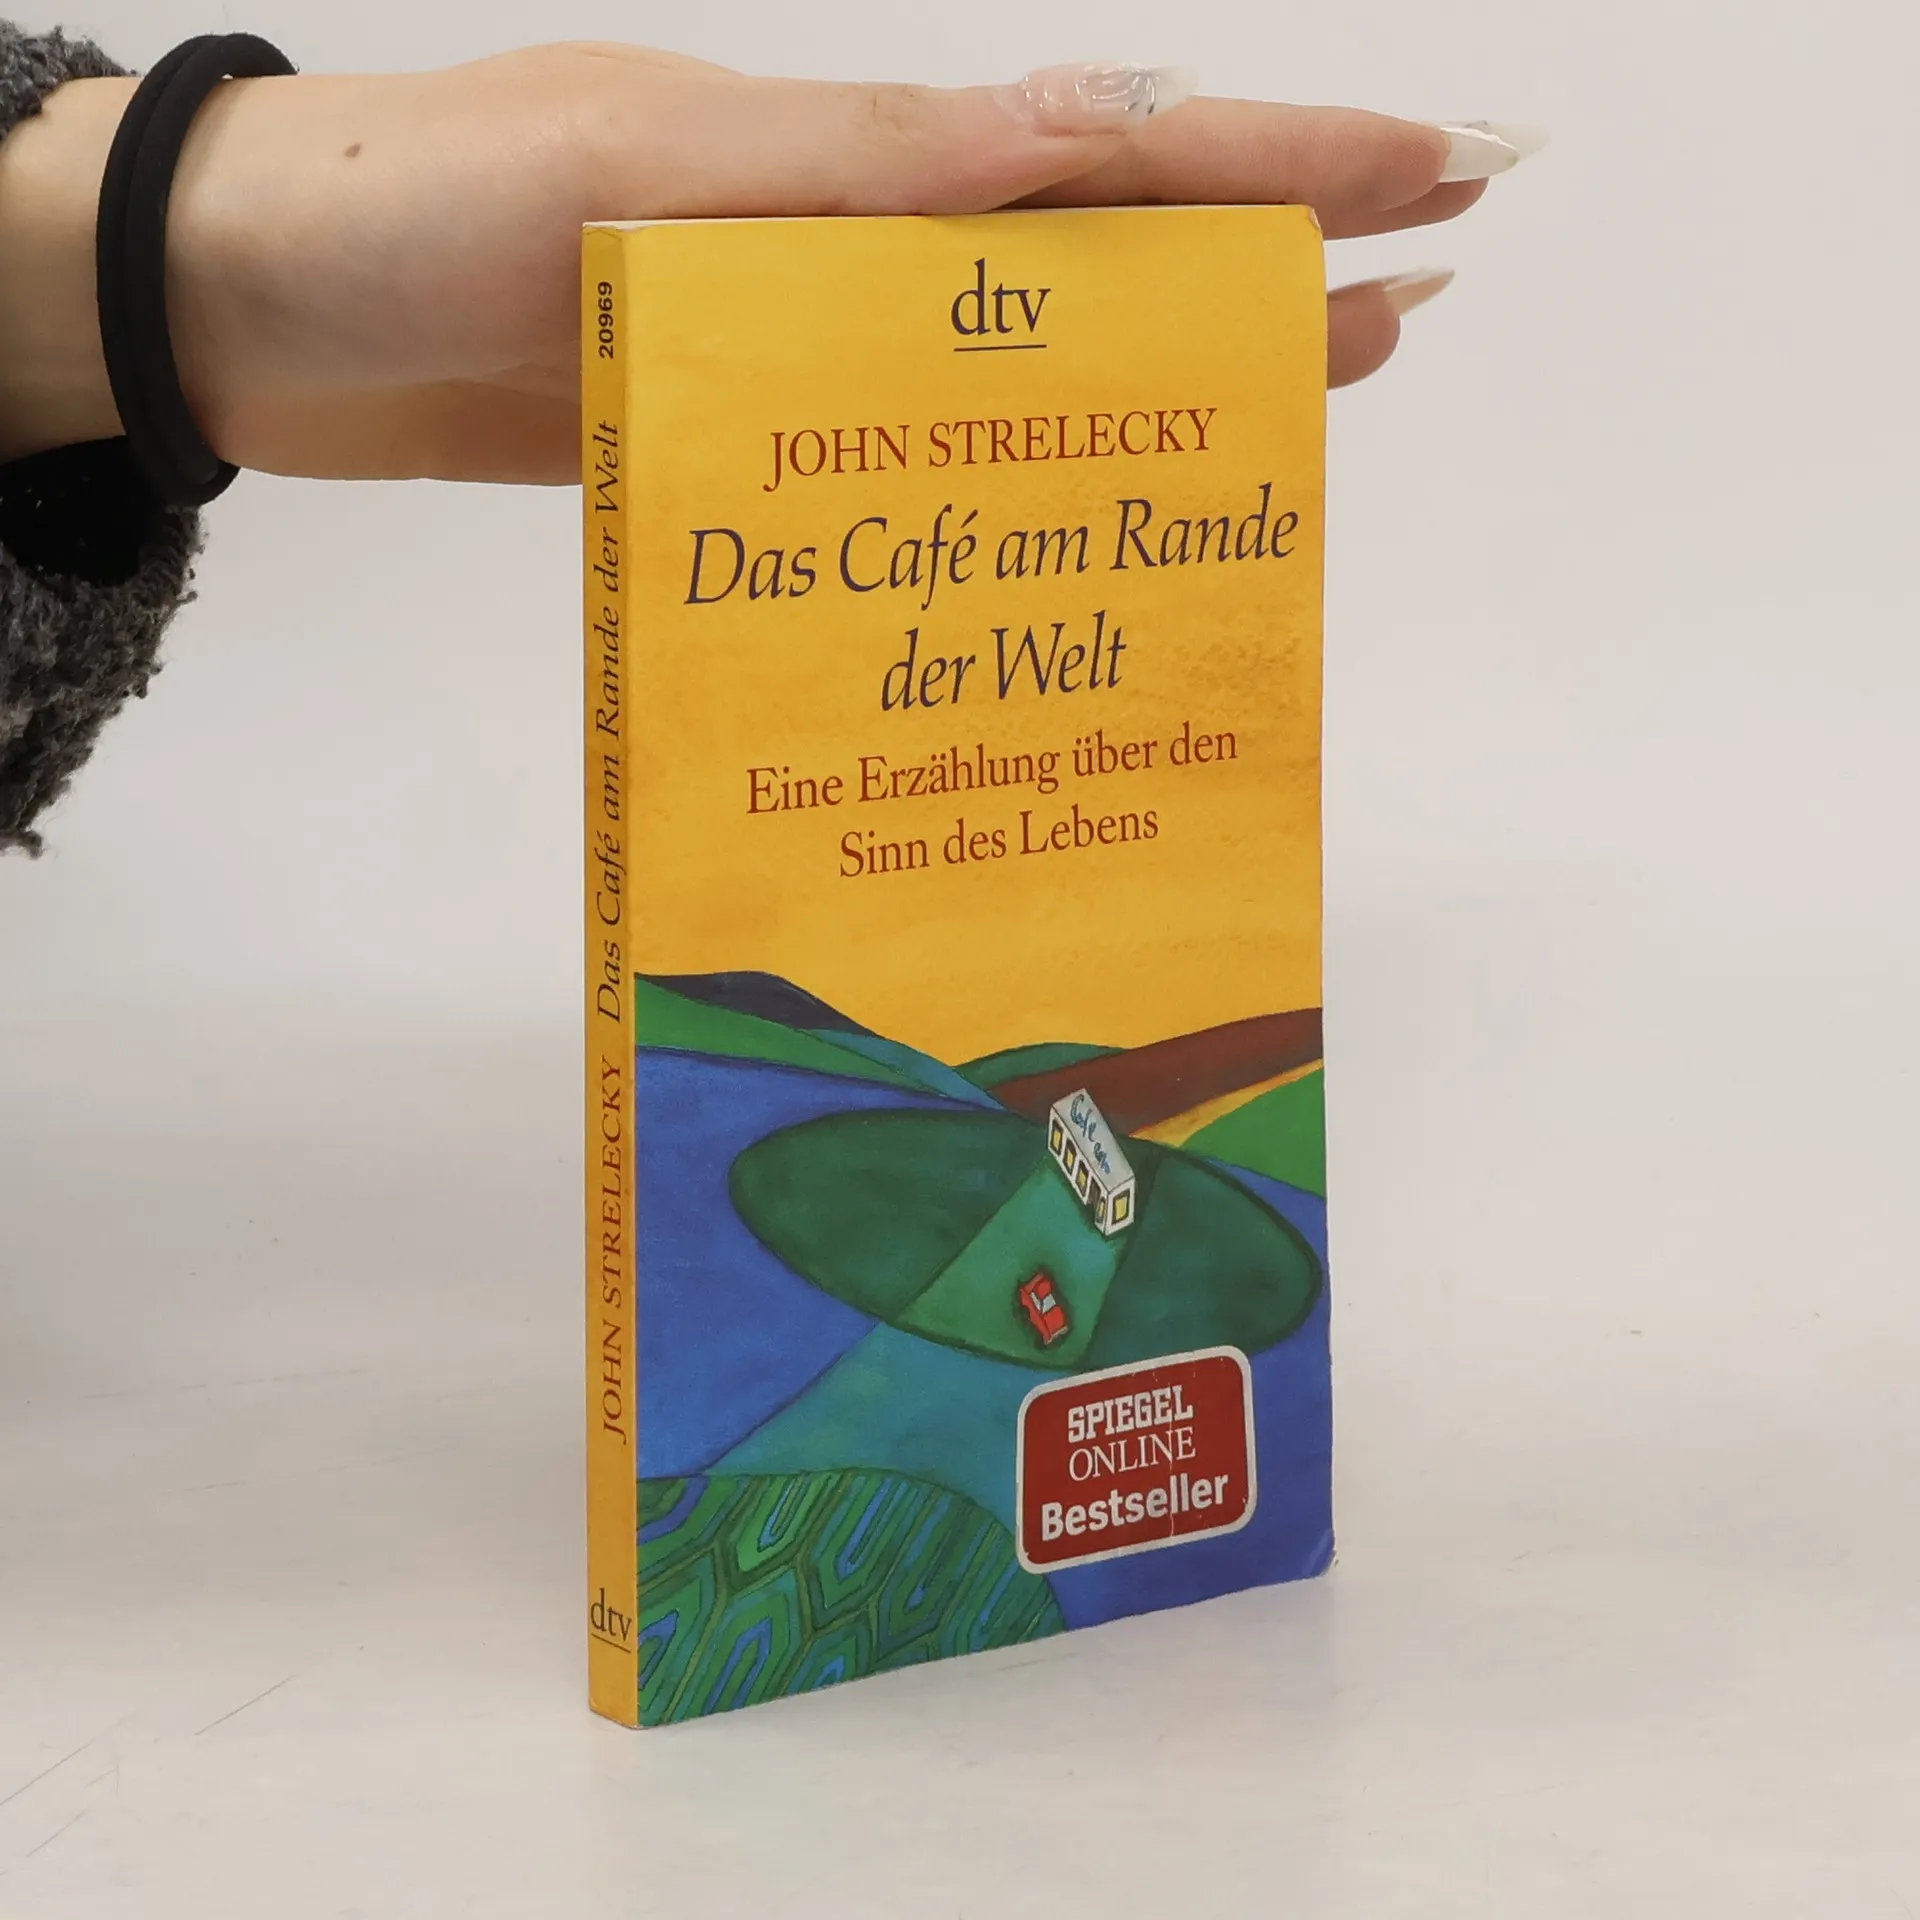 dtv
JOHN STRELECKY
Das Café am Rande
der Welt
Eine Erzählung über den
Sinn des Lebens
SPIEGEL
ONLINE
Bestseller
20969
JOHN STRELECKY Das Café am Rande der Welt
dtv